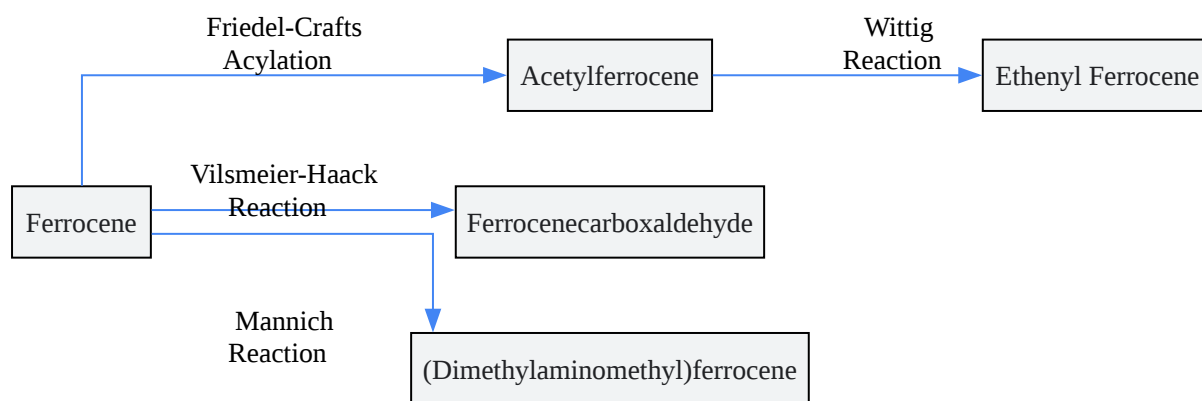 Friedel-Crafts
Acylation
Wittig
Reaction
Acetylferrocene
Ethenyl Ferrocene
Vilsmeier-Haack
Reaction
Ferrocene
Ferrocenecarboxaldehyde
Mannich
Reaction
(Dimethylaminomethyl)ferrocene